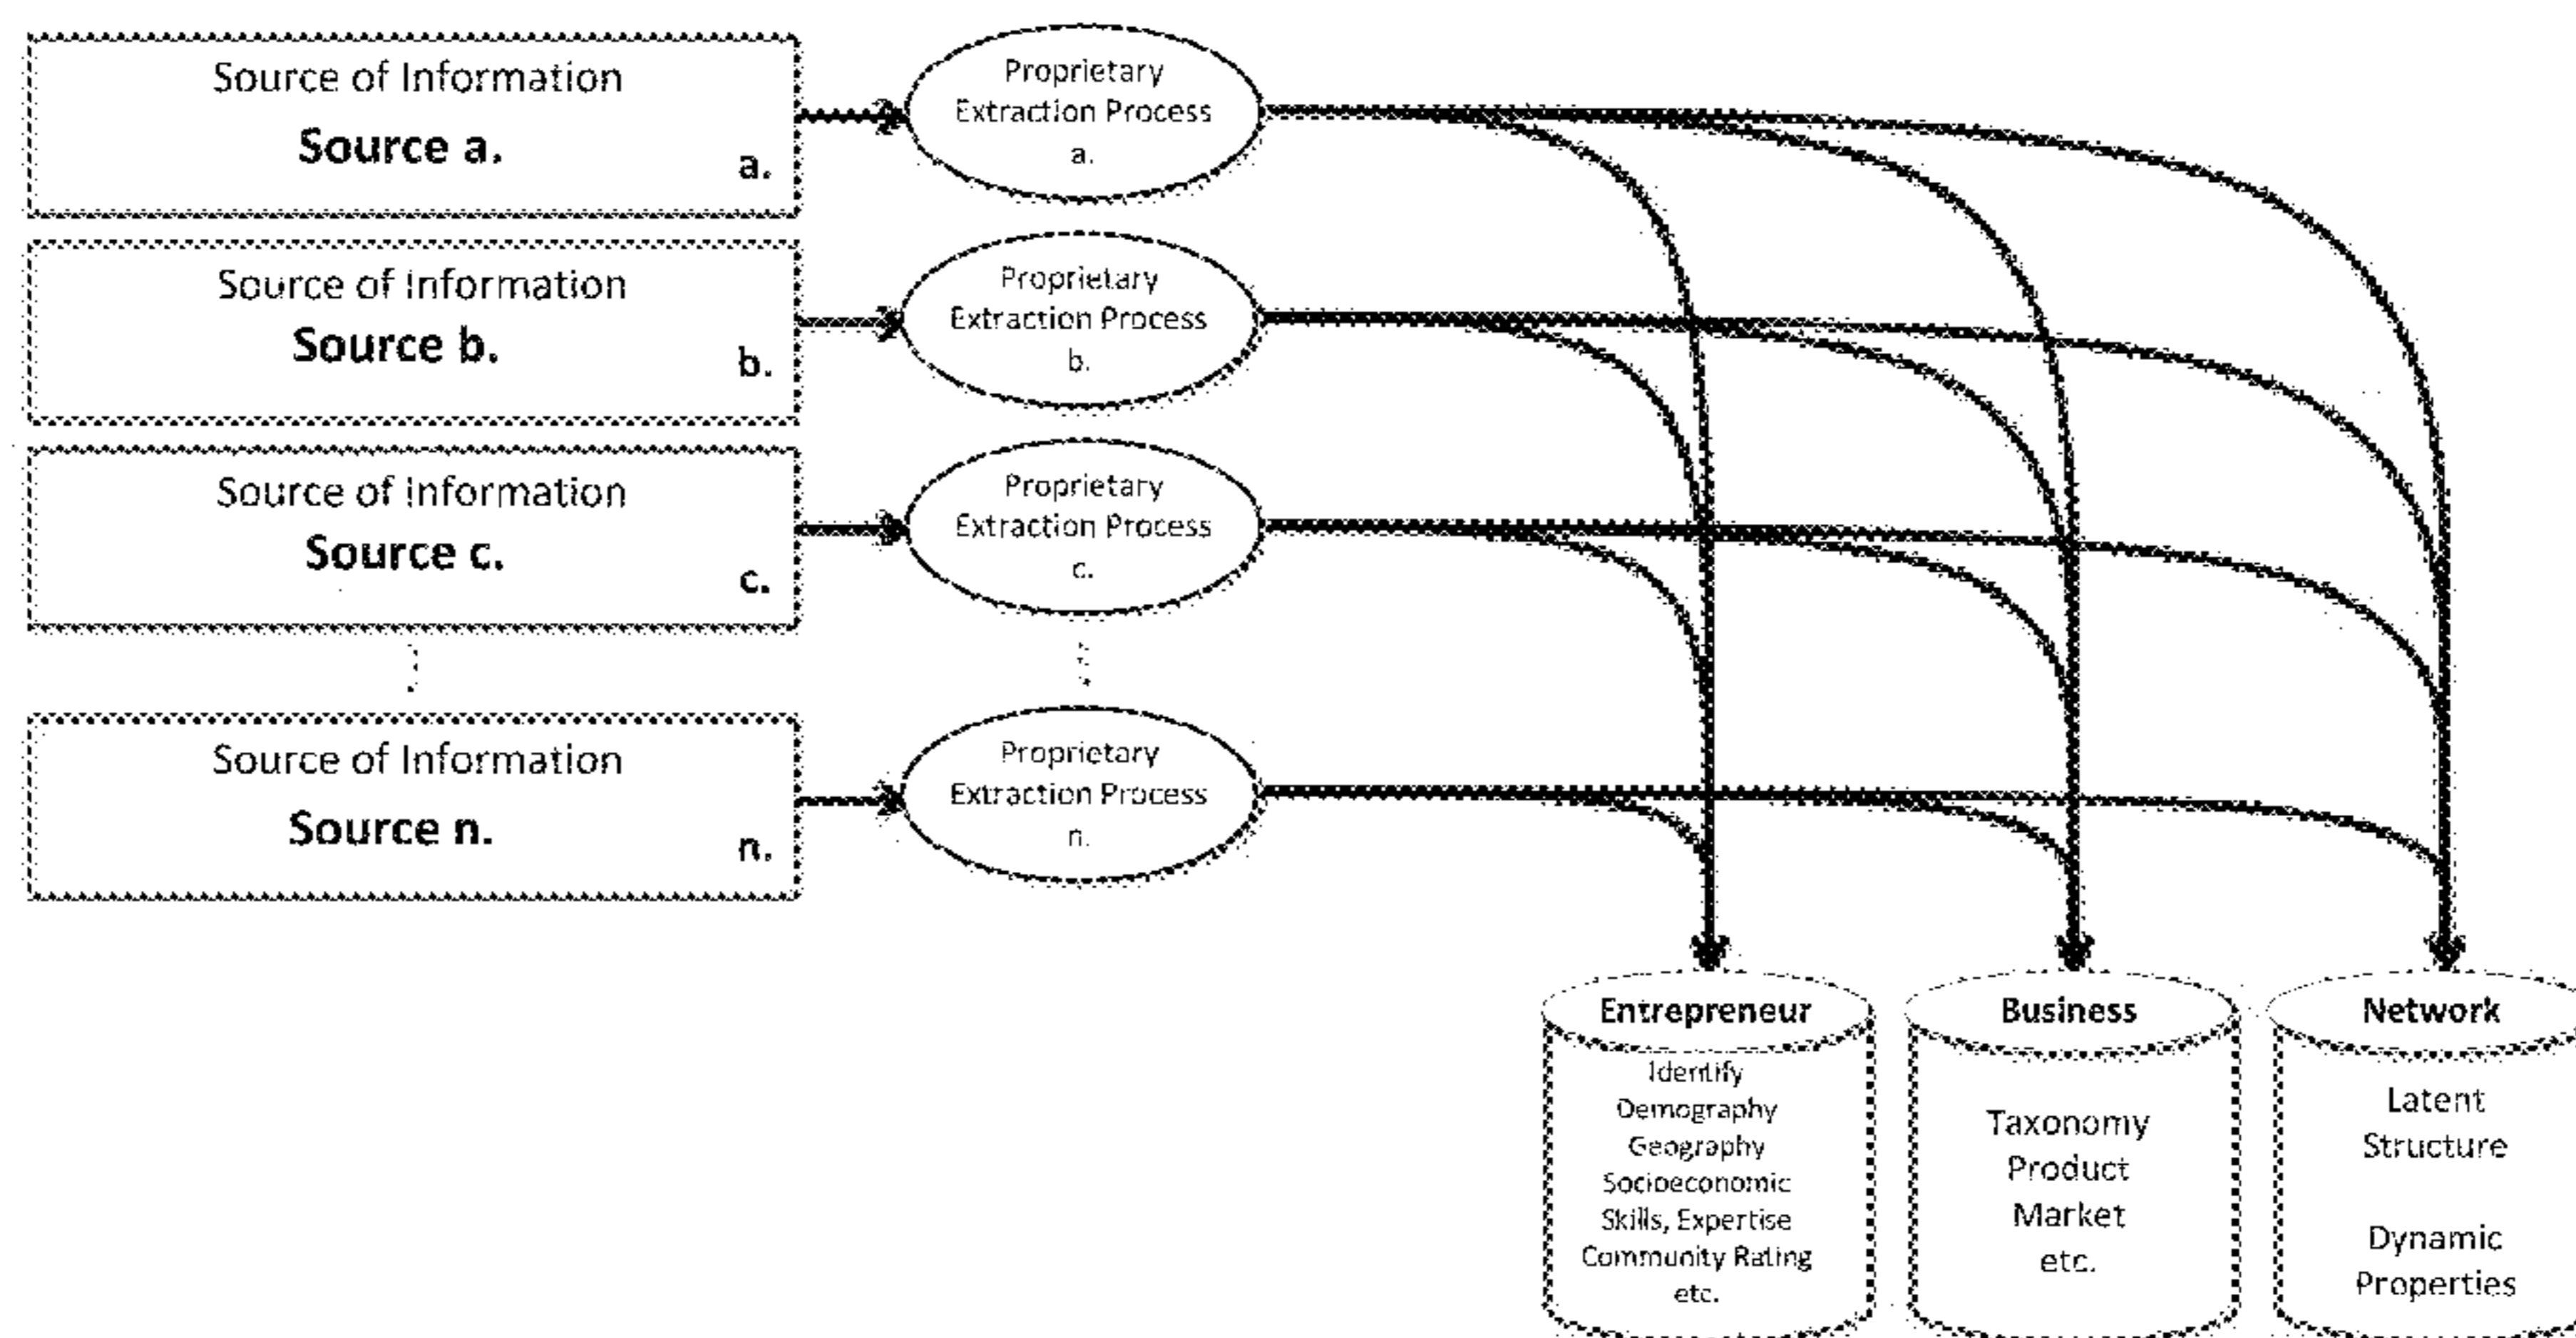 Source of Information
Source a.
a.
Proprietary
Extraction Process
a.
Source of Information
Source b.
b.
Proprietary
Extraction Process
b.
Source of Information
Source c.
c.
Proprietary
Extraction Process
c.
Source of Information
Source n.
n.
Proprietary
Extraction Process
n.
Entrepreneur
Identify
Demography
Geography
Socioeconomic
Skills, Expertise
Community Rating
etc.
Business
Taxonomy
Product
Market
etc.
Network
Latent
Structure
Dynamic
Properties